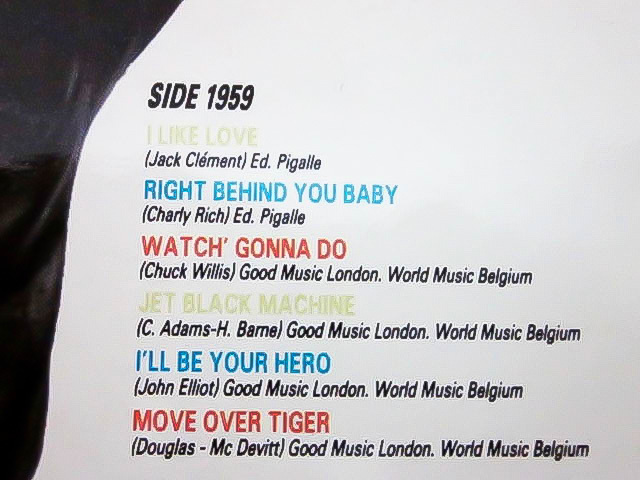 SIDE 1959
I LIKE LOVE
(Jack Clément) Ed. Pigalle
RIGHT BEHIND YOU BABY
(Charly Rich) Ed. Pigalle
WATCH' GONNA DO
(Chuck Willis) Good Music London. World Music Belgium
JET BLACK MACHINE
(C. Adams-H. Barne) Good Music London. World Music Belgium
I'LL BE YOUR HERO
(John Elliot) Good Music London. World Music Belgium
MOVE OVER TIGER
(Douglas - Mc Devitt) Good Music London. World Music Belgium